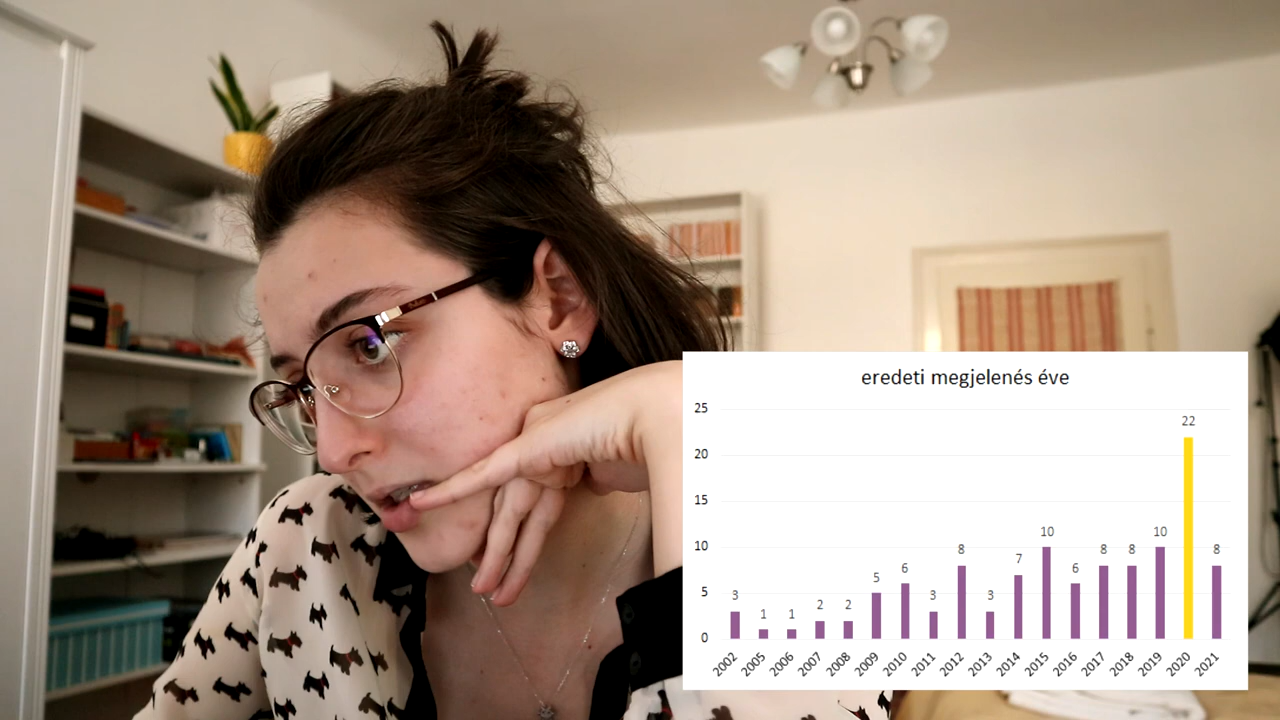 eredeti megjelenés éve
25
20
15
10
5
0
3 1 1 2 2 5 6 3 8 3 7 10 6 8 8 10 22 8
2002 2005 2006 2007 2008 2009 2010 2011 2012 2013 2014 2015 2016 2017 2018 2019 2020 2021